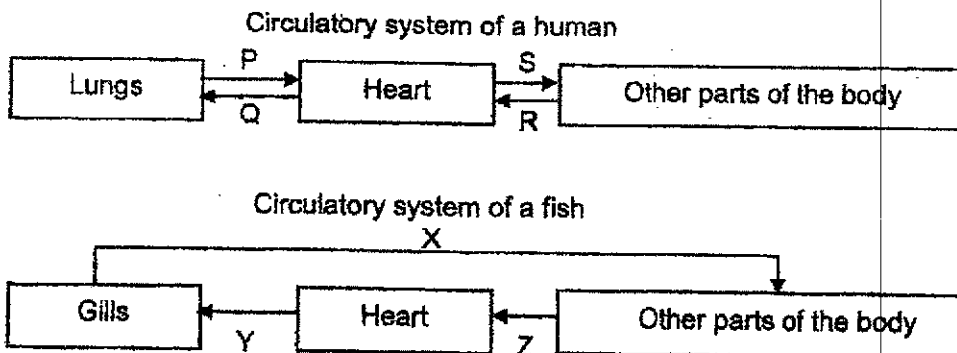 Circulatory system of a human
P S
Lungs Heart Other parts of the body
Q R
Circulatory system of a fish
X
Gills Heart Other parts of the body
Y Z